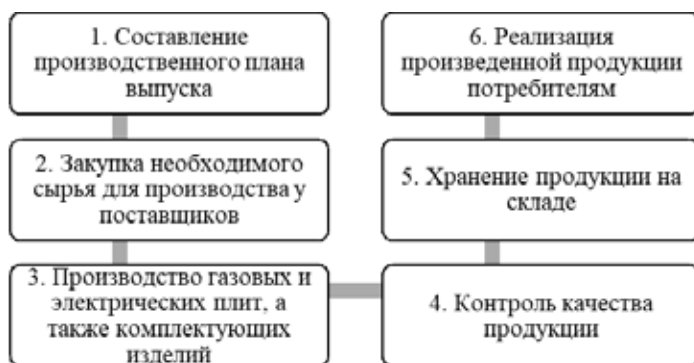 1. Составление
производственного плана
выпуска
2. Закупка необходимого
сырья для производства у
поставщиков
3. Производство газовых и
электрических плит, а
также комплектующих
изделий
4. Контроль качества
продукции
5. Хранение продукции на
складе
6. Реализация
произведенной продукции
потребителям